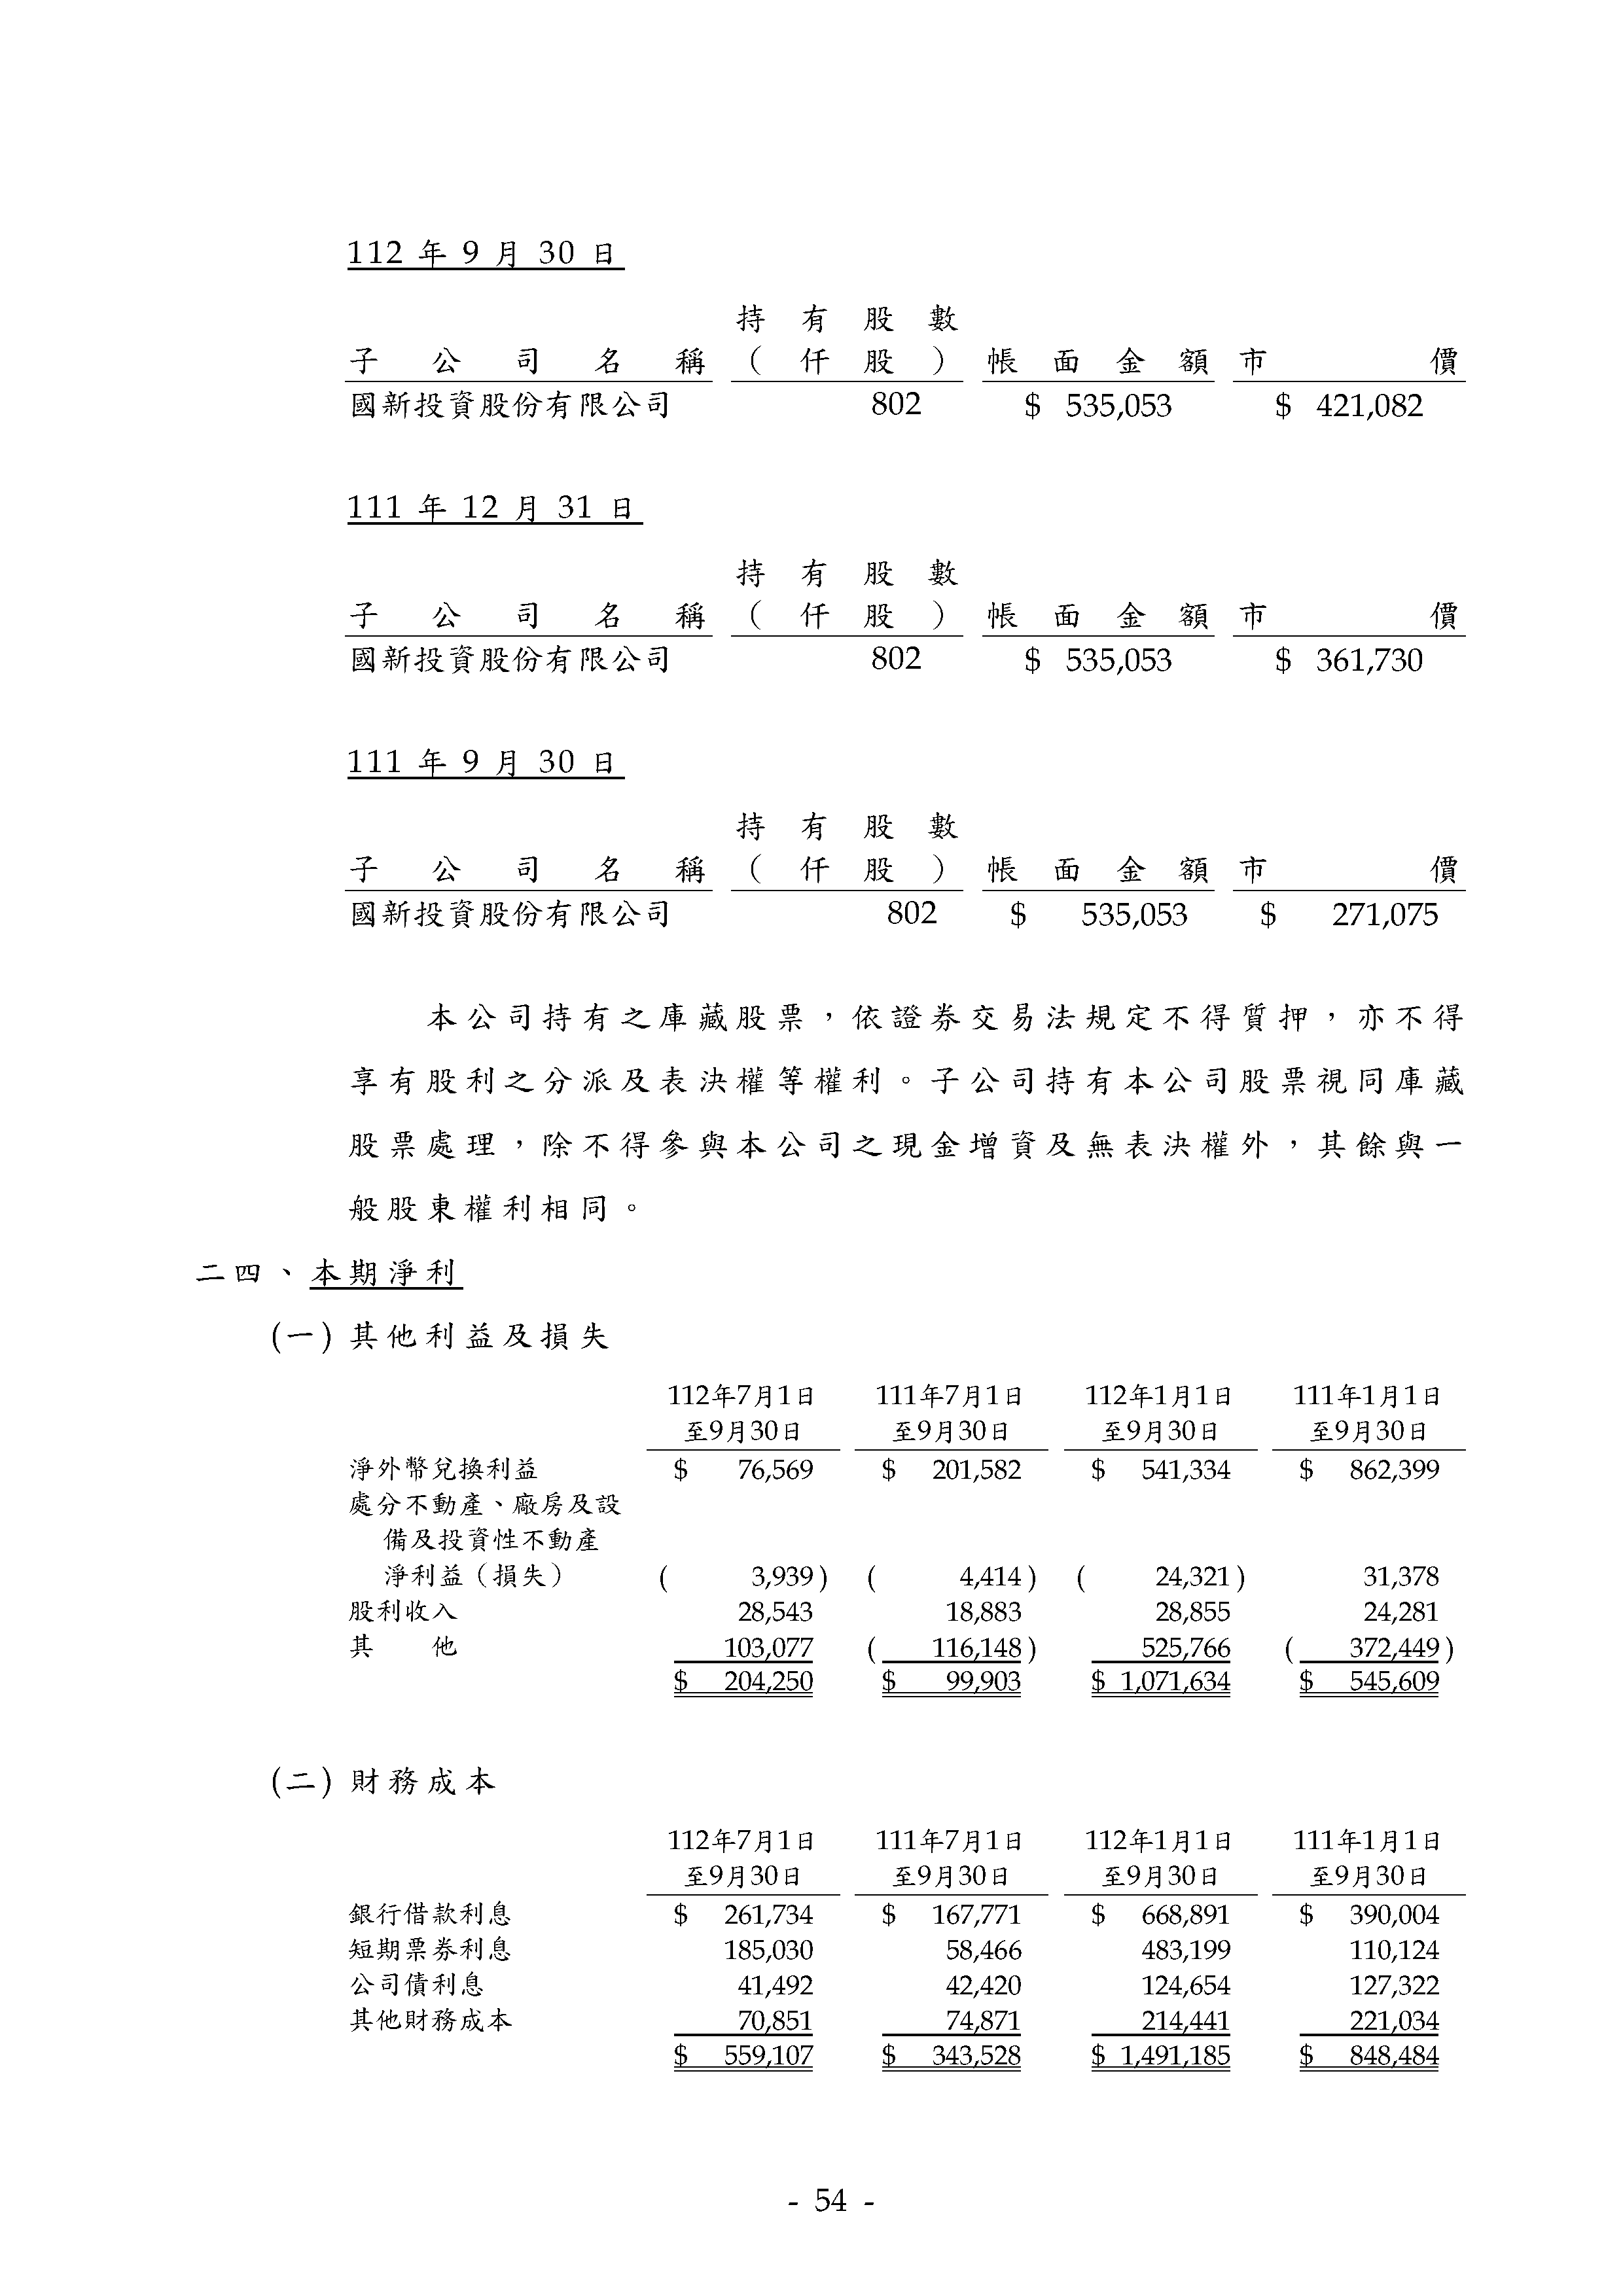 112 年 9 月 30 日
持有股數
子公司名稱 (仟股) 帳面金額 市價
國新投資股份有限公司 802 $ 535,053 $ 421,082
111 年 12 月 31 日
持有股數
子公司名稱 (仟股) 帳面金額 市價
國新投資股份有限公司 802 $ 535,053 $ 361,730
111 年 9 月 30 日
持有股數
子公司名稱 (仟股) 帳面金額 市價
國新投資股份有限公司 802 $ 535,053 $ 271,075
本公司持有之庫藏股票,依證券交易法規定不得質押,亦不得
享有股利之分派及表決權等權利。子公司持有本公司股票視同庫藏
股票處理,除不得參與本公司之現金增資及無表決權外,其餘與一
般股東權利相同。
二四、本期淨利
(一) 其他利益及損失
112年7月1日 111年7月1日 112年1月1日 111年1月1日
至9月30日 至9月30日 至9月30日 至9月30日
淨外幣兌換利益 $ 76,569 $ 201,582 $ 541,334 $ 862,399
處分不動產、廠房及設
備及投資性不動產
淨利益(損失) ( 3,939) ( 4,414) ( 24,321) 31,378
股利收入 28,543 18,883 28,855 24,281
其他 103,077 ( 116,148) 525,766 ( 372,449)
$ 204,250 $ 99,903 $ 1,071,634 $ 545,609
(二) 財務成本
112年7月1日 111年7月1日 112年1月1日 111年1月1日
至9月30日 至9月30日 至9月30日 至9月30日
銀行借款利息 $ 261,734 $ 167,771 $ 668,891 $ 390,004
短期票券利息 185,030 58,466 483,199 110,124
公司債利息 41,492 42,420 124,654 127,322
其他財務成本 70,851 74,871 214,441 221,034
$ 559,107 $ 343,528 $ 1,491,185 $ 848,484
- 54 -